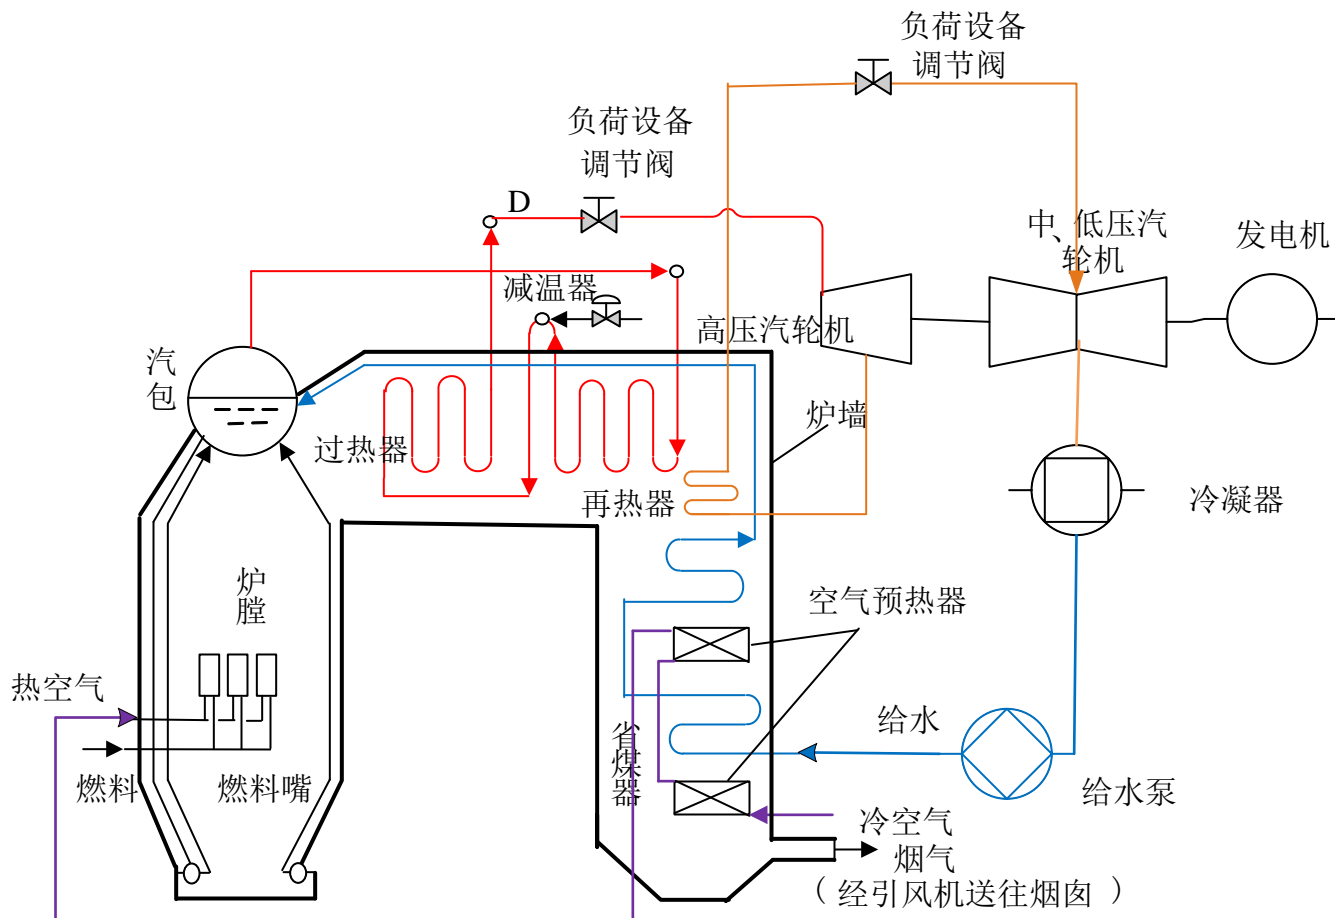 负荷设备
调节阀
负荷设备
调节阀
D
中、低压汽
轮机
发电机
减温器
高压汽轮机
汽
包
炉墙
过热器
再热器
冷凝器
炉
膛
空气预热器
热空气
省
煤
器
给水
燃料
燃料嘴
给水泵
冷空气
烟气
（经引风机送往烟囱）